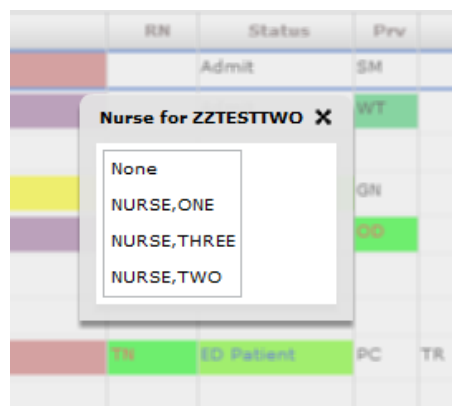 RN Status Prv
Admit SM
Nurse for ZZTESTTWO X
WT
None
NURSE,ONE
GN
NURSE,THREE
OD
NURSE,TWO
TN ED Patient PC TR